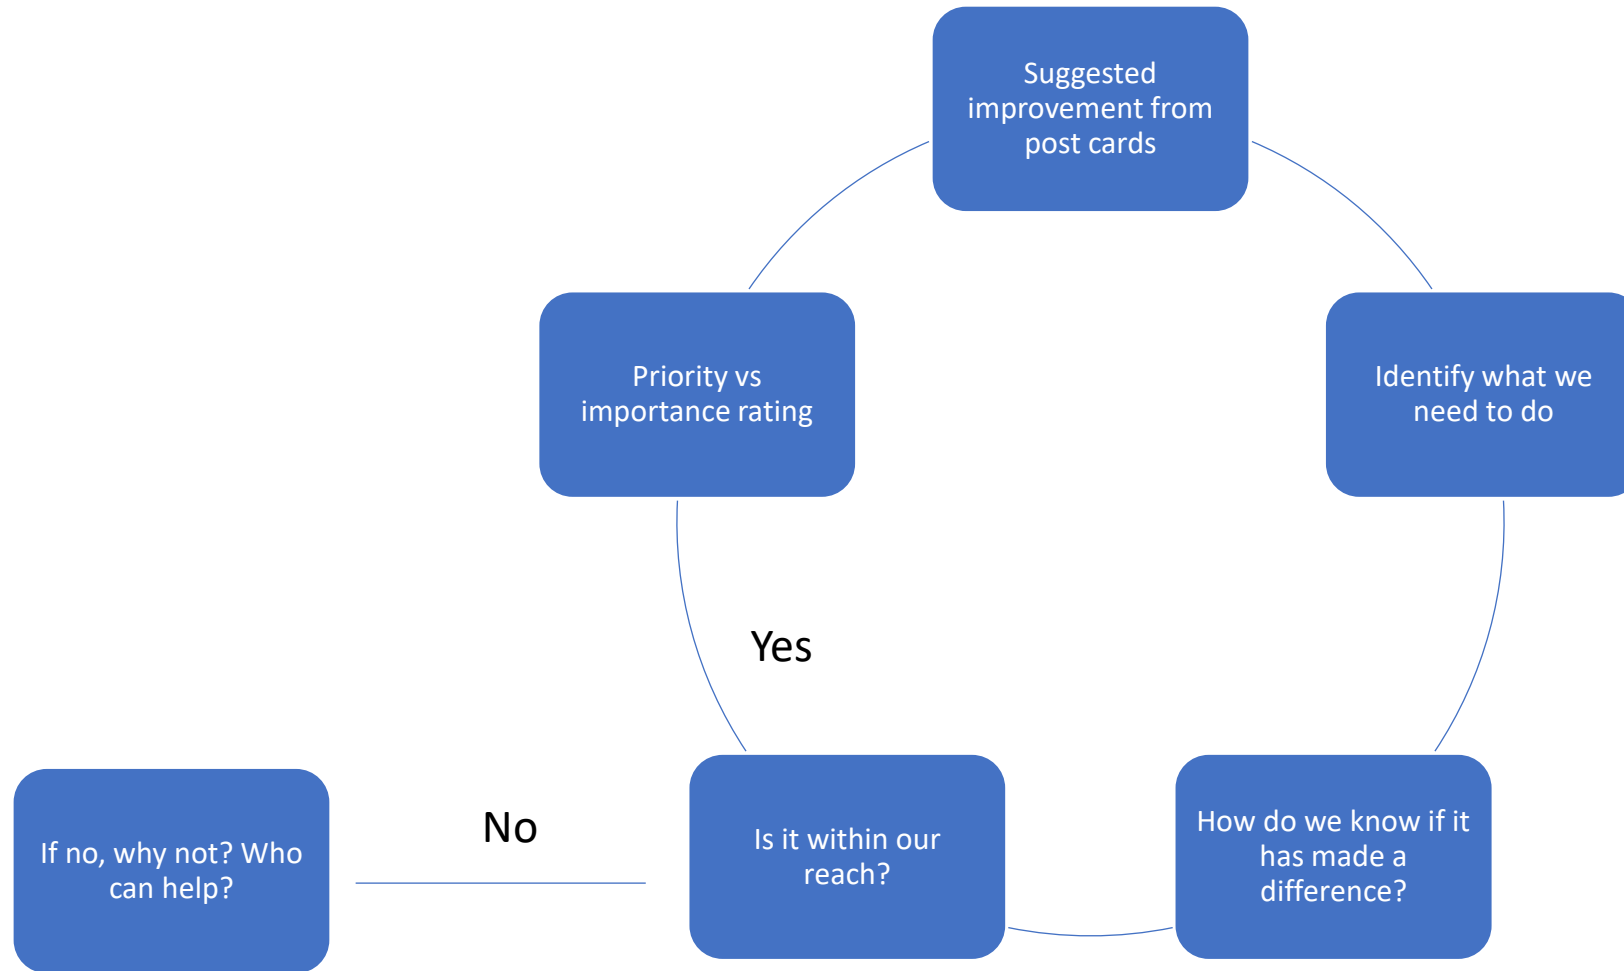 Suggested
improvement from
post cards
Priority vs
importance rating
Identify what we
need to do
Yes
No
If no, why not? Who
can help?
Is it within our
reach?
How do we know if it
has made a
difference?